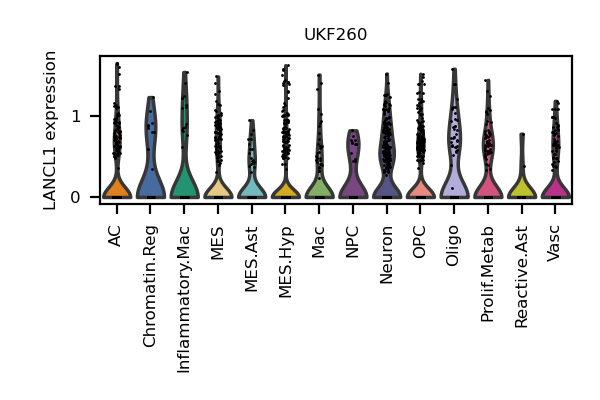 UKF260
LANCL1 expression
1
0
AC
Chromatin.Reg
Inflammatory.Mac
MES
MES.Ast
MES.Hyp
Mac
NPC
Neuron
OPC
Oligo
Prolif.Metab
Reactive.Ast
Vasc